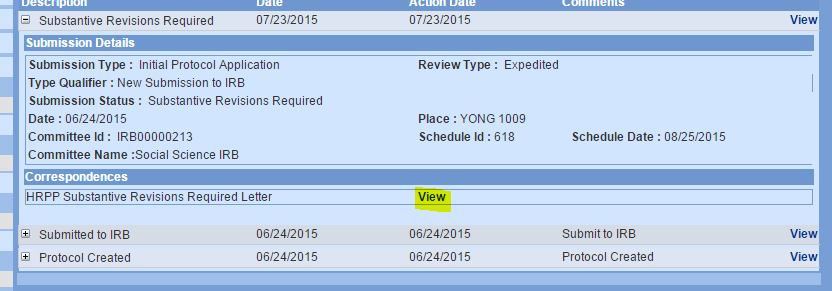 Description Date Action Date Comments
Substantive Revisions Required 07/23/2015 07/23/2015 View
Submission Details
Submission Type : Initial Protocol Application Review Type : Expedited
Type Qualifier : New Submission to IRB
Submission Status : Substantive Revisions Required
Date : 06/24/2015 Place : YONG 1009
Committee Id : IRB00000213 Schedule Id : 618 Schedule Date : 08/25/2015
Committee Name :Social Science IRB
Correspondences
HRPP Substantive Revisions Required Letter View
Submitted to IRB 06/24/2015 06/24/2015 Submit to IRB View
Protocol Created 06/24/2015 06/24/2015 Protocol Created View